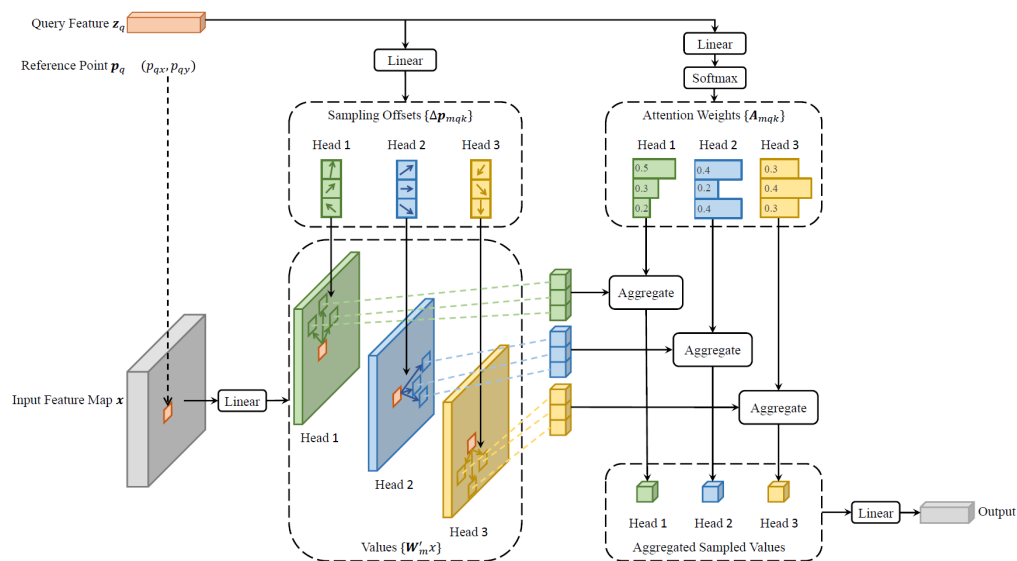 Query Feature z_q
Linear
Linear
Reference Point p_q (p_qx, p_qy)
Softmax
Sampling Offsets {Δp_mqk}
Attention Weights {A_mqk}
Head 1
Head 2
Head 3
Head 1
Head 2
Head 3
0.5
0.3
0.2
0.4
0.2
0.4
0.3
0.4
0.3
Aggregate
Aggregate
Aggregate
Input Feature Map x
Linear
Head 1
Head 2
Head 3
Values {W′_m x}
Head 1
Head 2
Head 3
Aggregated Sampled Values
Linear
Output